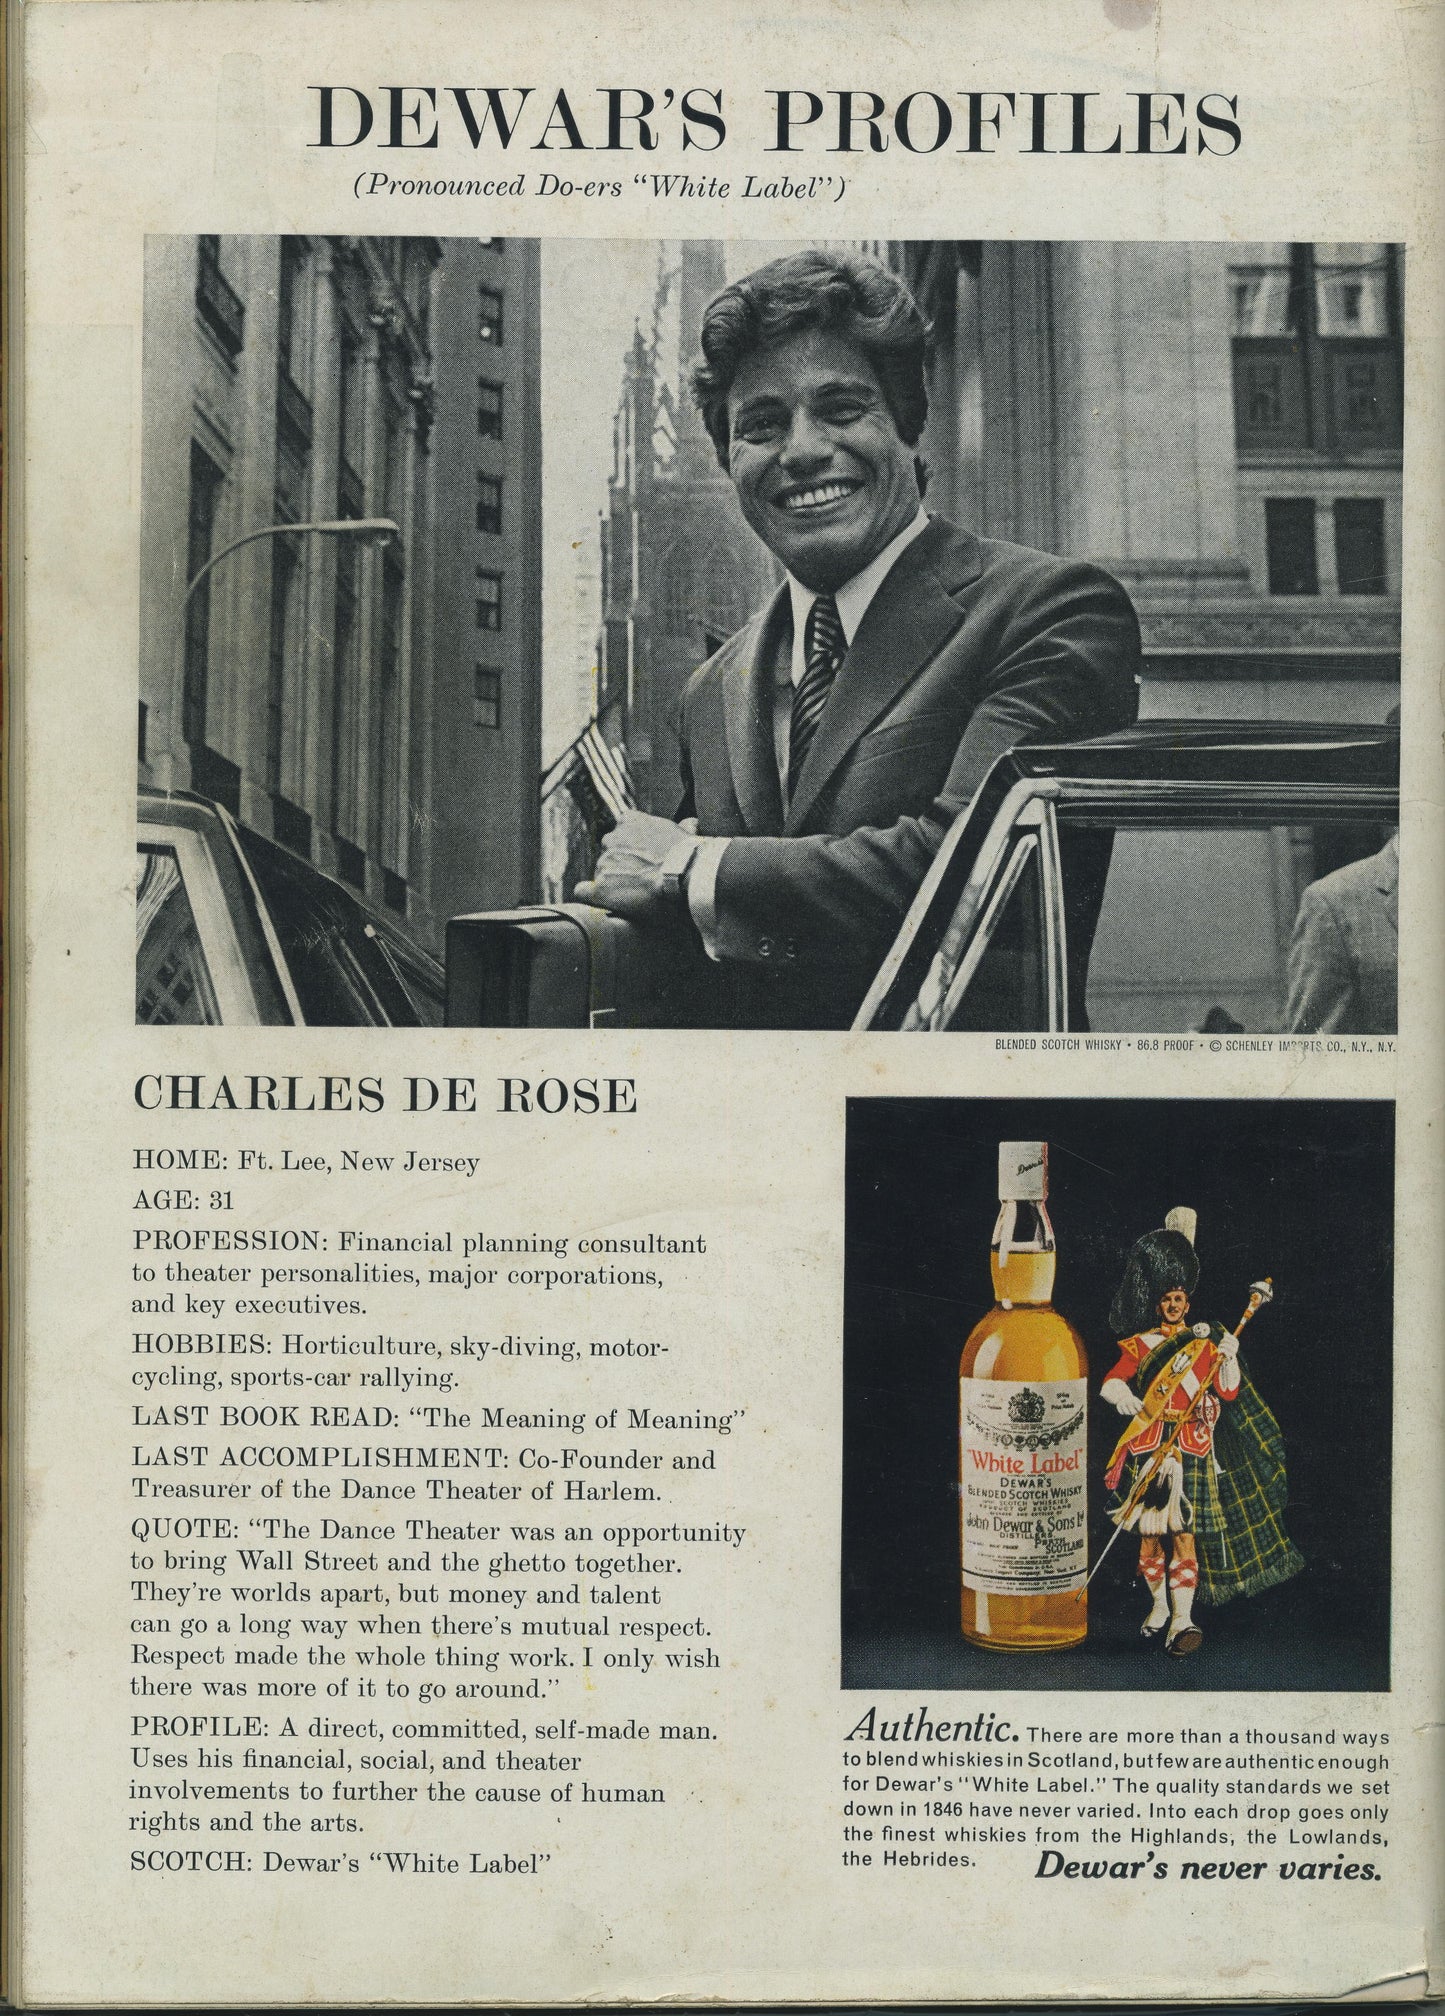 DEWAR'S PROFILES
(Pronounced Do-ers “White Label”)
BLENDED SCOTCH WHISKY • 86.8 PROOF • © SCHENLEY IMPORTS CO., N.Y., N.Y.
CHARLES DE ROSE
HOME: Ft. Lee, New Jersey
AGE: 31
PROFESSION: Financial planning consultant
to theater personalities, major corporations,
and key executives.
HOBBIES: Horticulture, sky-diving, motor-
cycling, sports-car rallying.
LAST BOOK READ: “The Meaning of Meaning”
LAST ACCOMPLISHMENT: Co-Founder and
Treasurer of the Dance Theater of Harlem.
QUOTE: “The Dance Theater was an opportunity
to bring Wall Street and the ghetto together.
They're worlds apart, but money and talent
can go a long way when there's mutual respect.
Respect made the whole thing work. I only wish
there was more of it to go around.”
PROFILE: A direct, committed, self-made man.
Uses his financial, social, and theater
involvements to further the cause of human
rights and the arts.
SCOTCH: Dewar's “White Label”
"White Label"
DEWAR'S
BLENDED SCOTCH WHISKY
John Dewar & Sons Ltd
DISTILLERS
PERTH
SCOTLAND
Authentic. There are more than a thousand ways
to blend whiskies in Scotland, but few are authentic enough
for Dewar's “White Label.” The quality standards we set
down in 1846 have never varied. Into each drop goes only
the finest whiskies from the Highlands, the Lowlands,
the Hebrides. Dewar's never varies.